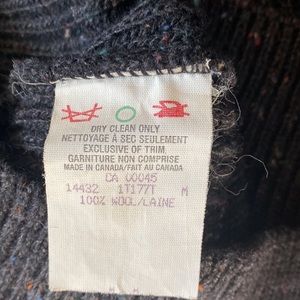 DRY CLEAN ONLY
NETTOYAGE À SEC SEULEMENT
EXCLUSIVE OF TRIM
GARNITURE NON COMPRISE
MADE IN CANADA/FAIT AU CANADA
CA 00045
14432 1T177T M
100% WOOL/LAINE